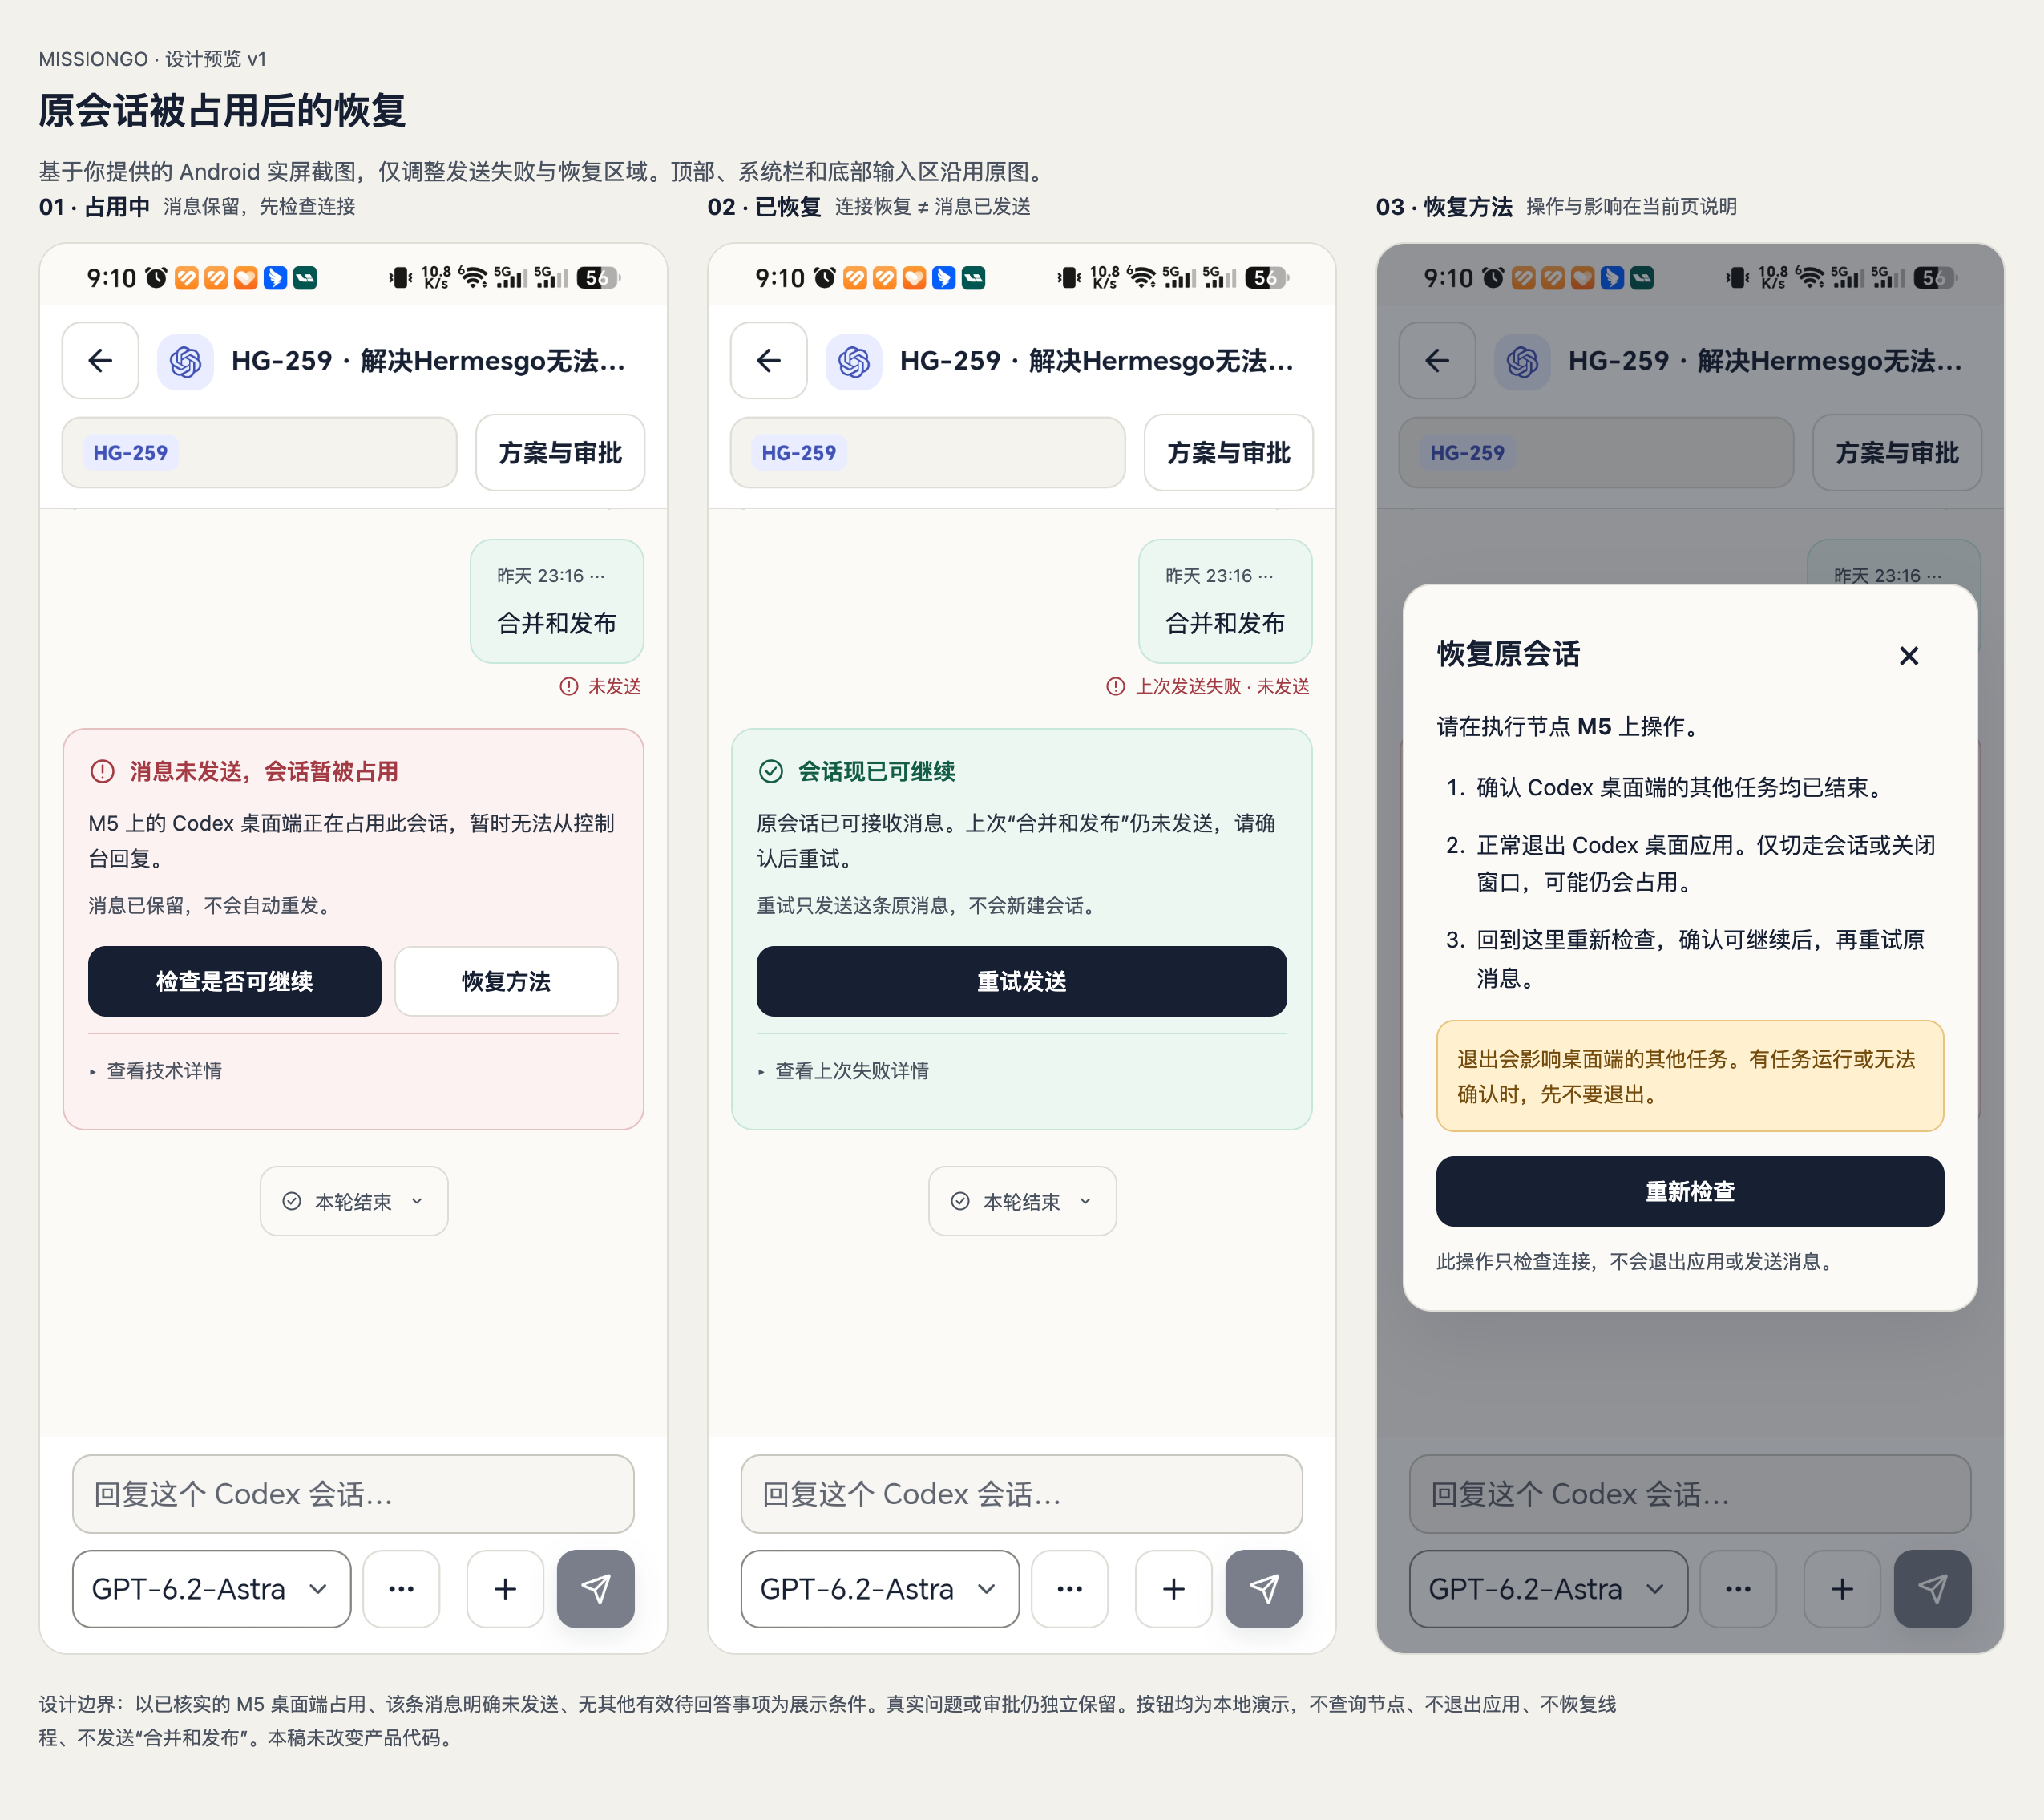 MISSIONGO · 设计预览 v1
原会话被占用后的恢复
基于你提供的 Android 实屏截图，仅调整发送失败与恢复区域。顶部、系统栏和底部输入区沿用原图。
01 · 占用中 消息保留，先检查连接
9:10 10.8 K/s 6 5G 5G 56
HG-259 · 解决Hermesgo无法...
HG-259 方案与审批
昨天 23:16 ···
合并和发布
未发送
消息未发送，会话暂被占用
M5 上的 Codex 桌面端正在占用此会话，暂时无法从控制
台回复。
消息已保留，不会自动重发。
检查是否可继续 恢复方法
▸ 查看技术详情
本轮结束
回复这个 Codex 会话...
GPT-6.2-Astra
02 · 已恢复 连接恢复 ≠ 消息已发送
9:10 10.8 K/s 6 5G 5G 56
HG-259 · 解决Hermesgo无法...
HG-259 方案与审批
昨天 23:16 ···
合并和发布
上次发送失败 · 未发送
会话现已可继续
原会话已可接收消息。上次“合并和发布”仍未发送，请确
认后重试。
重试只发送这条原消息，不会新建会话。
重试发送
▸ 查看上次失败详情
本轮结束
回复这个 Codex 会话...
GPT-6.2-Astra
03 · 恢复方法 操作与影响在当前页说明
9:10 10.8 K/s 6 5G 5G 56
HG-259 · 解决Hermesgo无法...
HG-259 方案与审批
昨天 23:16 ···
恢复原会话
请在执行节点 M5 上操作。
1. 确认 Codex 桌面端的其他任务均已结束。
2. 正常退出 Codex 桌面应用。仅切走会话或关闭
窗口，可能仍会占用。
3. 回到这里重新检查，确认可继续后，再重试原
消息。
退出会影响桌面端的其他任务。有任务运行或无法
确认时，先不要退出。
重新检查
此操作只检查连接，不会退出应用或发送消息。
回复这个 Codex 会话...
GPT-6.2-Astra
设计边界：以已核实的 M5 桌面端占用、该条消息明确未发送、无其他有效待回答事项为展示条件。真实问题或审批仍独立保留。按钮均为本地演示，不查询节点、不退出应用、不恢复线
程、不发送“合并和发布”。本稿未改变产品代码。